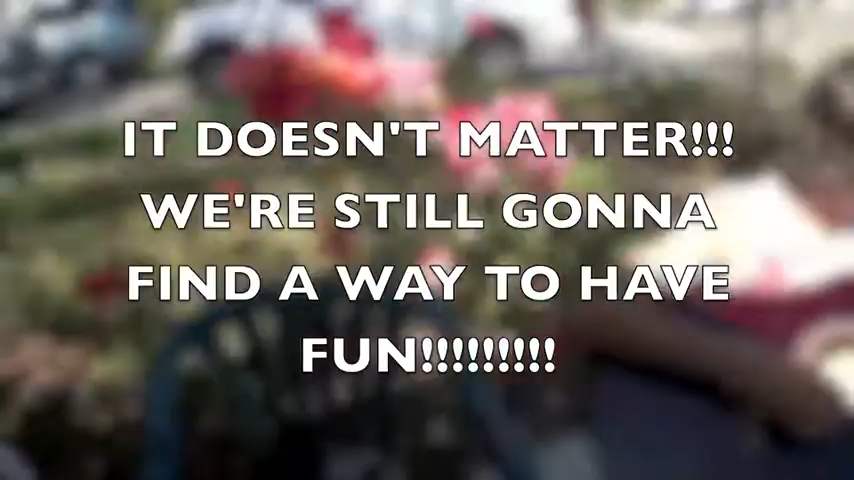 IT DOESN'T MATTER!!!
WE'RE STILL GONNA
FIND A WAY TO HAVE
FUN!!!!!!!!!